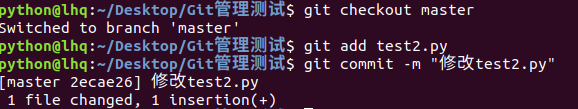 python@lhq:~/Desktop/Git管理测试$ git checkout master
Switched to branch 'master'
python@lhq:~/Desktop/Git管理测试$ git add test2.py
python@lhq:~/Desktop/Git管理测试$ git commit -m "修改test2.py"
[master 2ecae26] 修改test2.py
 1 file changed, 1 insertion(+)